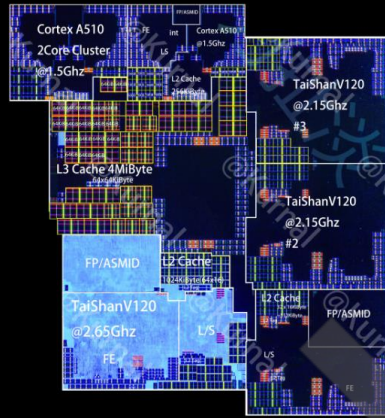 Cortex A510
2Core Cluster
@1.5Ghz
FP/ASMID
Cortex A510
@1.5Ghz
FE
int
L/S
L2 Cache
L3 Cache 4MiByte
64x64KiByte
TaiShanV120
@2.15Ghz
#3
TaiShanV120
@2.15Ghz
#2
FP/ASMID
L2 Cache
TaiShanV120
@2.65Ghz
L/S
FE
L2 Cache
FP/ASMID
L/S
FE
@Kurnal